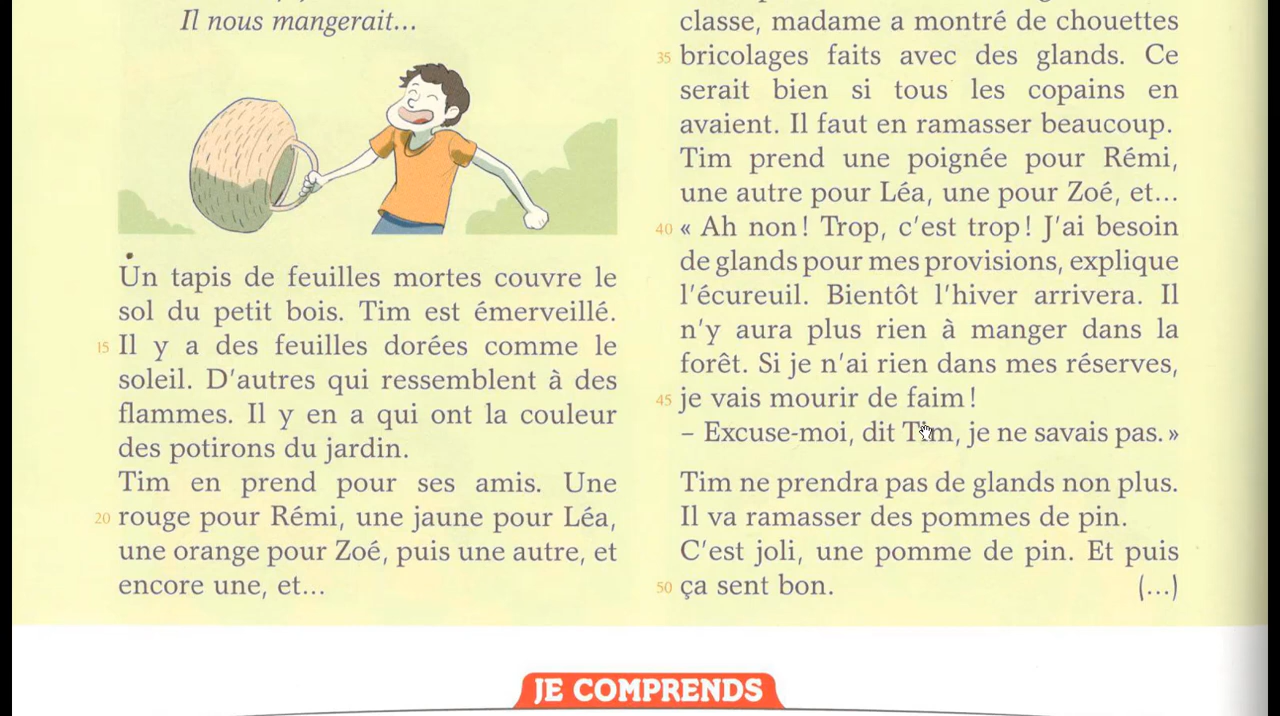 Il nous mangerait...
Un tapis de feuilles mortes couvre le
sol du petit bois. Tim est émerveillé.
15 Il y a des feuilles dorées comme le
soleil. D'autres qui ressemblent à des
flammes. Il y en a qui ont la couleur
des potirons du jardin.
Tim en prend pour ses amis. Une
20 rouge pour Rémi, une jaune pour Léa,
une orange pour Zoé, puis une autre, et
encore une, et...
classe, madame a montré de chouettes
35 bricolages faits avec des glands. Ce
serait bien si tous les copains en
avaient. Il faut en ramasser beaucoup.
Tim prend une poignée pour Rémi,
une autre pour Léa, une pour Zoé, et...
40 « Ah non ! Trop, c'est trop ! J'ai besoin
de glands pour mes provisions, explique
l'écureuil. Bientôt l'hiver arrivera. Il
n'y aura plus rien à manger dans la
forêt. Si je n'ai rien dans mes réserves,
45 je vais mourir de faim !
– Excuse-moi, dit Tim, je ne savais pas. »
Tim ne prendra pas de glands non plus.
Il va ramasser des pommes de pin.
C'est joli, une pomme de pin. Et puis
50 ça sent bon. (...)
JE COMPRENDS